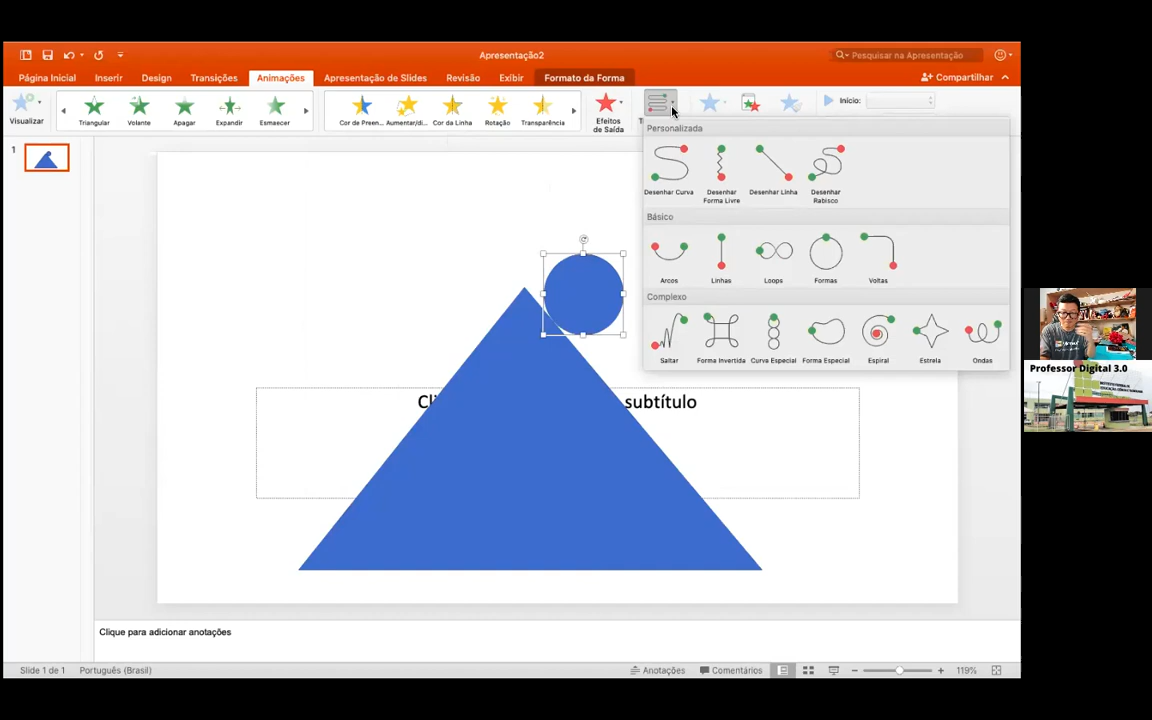 Apresentação2
Pesquisar na Apresentação
Página Inicial
Inserir
Design
Transições
Animações
Apresentação de Slides
Revisão
Exibir
Formato da Forma
Compartilhar
Visualizar
Triangular
Volante
Apagar
Expandir
Esmaecer
Cor de Preen...
Aumentar/di...
Cor da Linha
Rotação
Transparência
Efeitos
de Saída
Início:
Personalizada
Desenhar Curva
Desenhar
Forma Livre
Desenhar Linha
Desenhar
Rabisco
Básico
Arcos
Linhas
Loops
Formas
Voltas
Complexo
Saltar
Forma Invertida
Curva Especial
Forma Especial
Espiral
Estrela
Ondas
1
Cli
subtítulo
Professor Digital 3.0
Clique para adicionar anotações
Slide 1 de 1
Português (Brasil)
Anotações
Comentários
119%